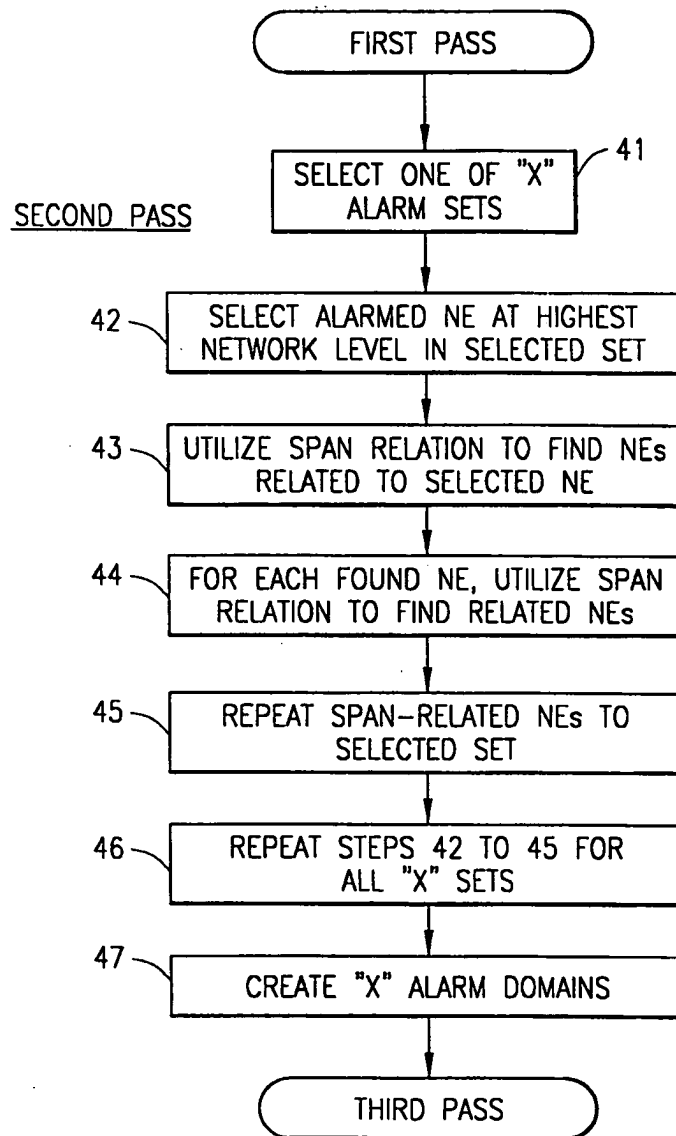 FIRST PASS
41
SELECT ONE OF "X"
ALARM SETS
SECOND PASS
42
SELECT ALARMED NE AT HIGHEST
NETWORK LEVEL IN SELECTED SET
43
UTILIZE SPAN RELATION TO FIND NEs
RELATED TO SELECTED NE
44
FOR EACH FOUND NE, UTILIZE SPAN
RELATION TO FIND RELATED NEs
45
REPEAT SPAN-RELATED NEs TO
SELECTED SET
46
REPEAT STEPS 42 TO 45 FOR
ALL "X" SETS
47
CREATE "X" ALARM DOMAINS
THIRD PASS